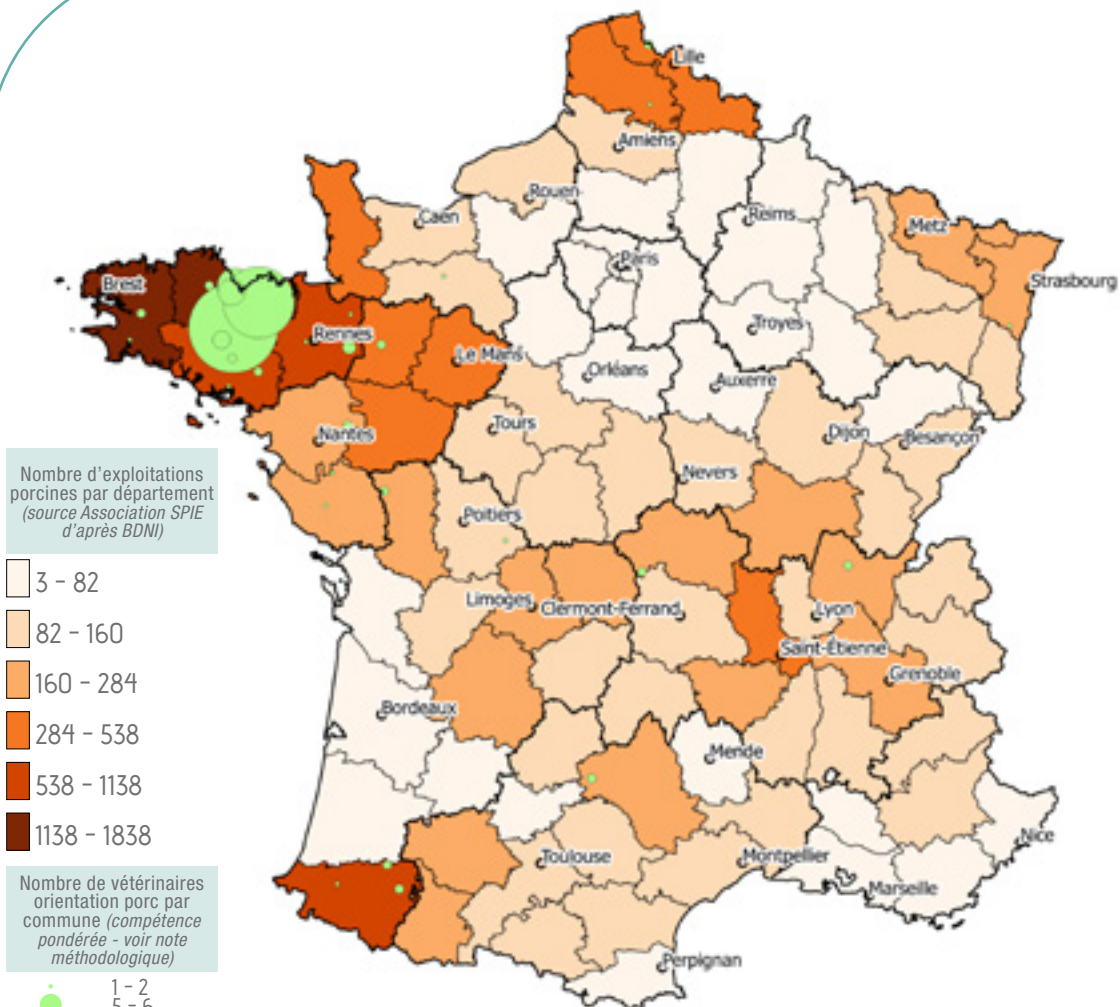 Lille
Amiens
Rouen
Caen
Reims
Metz
Paris
Strasbourg
Brest
Troyes
Rennes
Le Mans
Orléans
Auxerre
Tours
Dijon
Besançon
Nantes
Nevers
Poitiers
Limoges
Clermont-Ferrand
Lyon
Saint-Étienne
Grenoble
Bordeaux
Mende
Nice
Toulouse
Montpellier
Marseille
Perpignan
Nombre d'exploitations
porcines par département
(source Association SPIE
d'après BDNI)
3 - 82
82 - 160
160 - 284
284 - 538
538 - 1138
1138 - 1838
Nombre de vétérinaires
orientation porc par
commune (compétence
pondérée - voir note
méthodologique)
1 - 2
5 - 6